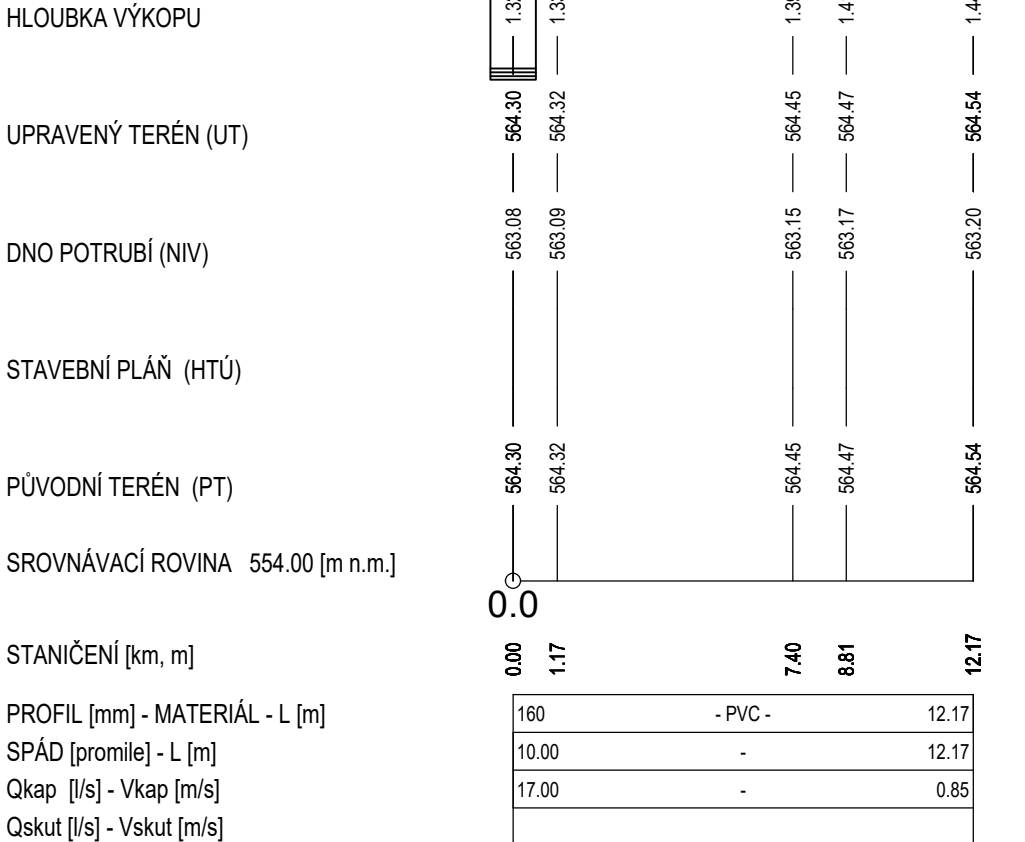 HLOUBKA VÝKOPU
UPRAVENÝ TERÉN (UT) 564.30 564.32 564.45 564.47 564.54
DNO POTRUBÍ (NIV) 563.08 563.09 563.15 563.17 563.20
STAVEBNÍ PLÁŇ (HTÚ)
PŮVODNÍ TERÉN (PT) 564.30 564.32 564.45 564.47 564.54
SROVNÁVACÍ ROVINA 554.00 [m n.m.]
0.0
STANIČENÍ [km, m] 0.00 1.17 7.40 8.81 12.17
PROFIL [mm] - MATERIÁL - L [m] 160 - PVC - 12.17
SPÁD [promile] - L [m] 10.00 - 12.17
Qkap [l/s] - Vkap [m/s] 17.00 - 0.85
Qskut [l/s] - Vskut [m/s]